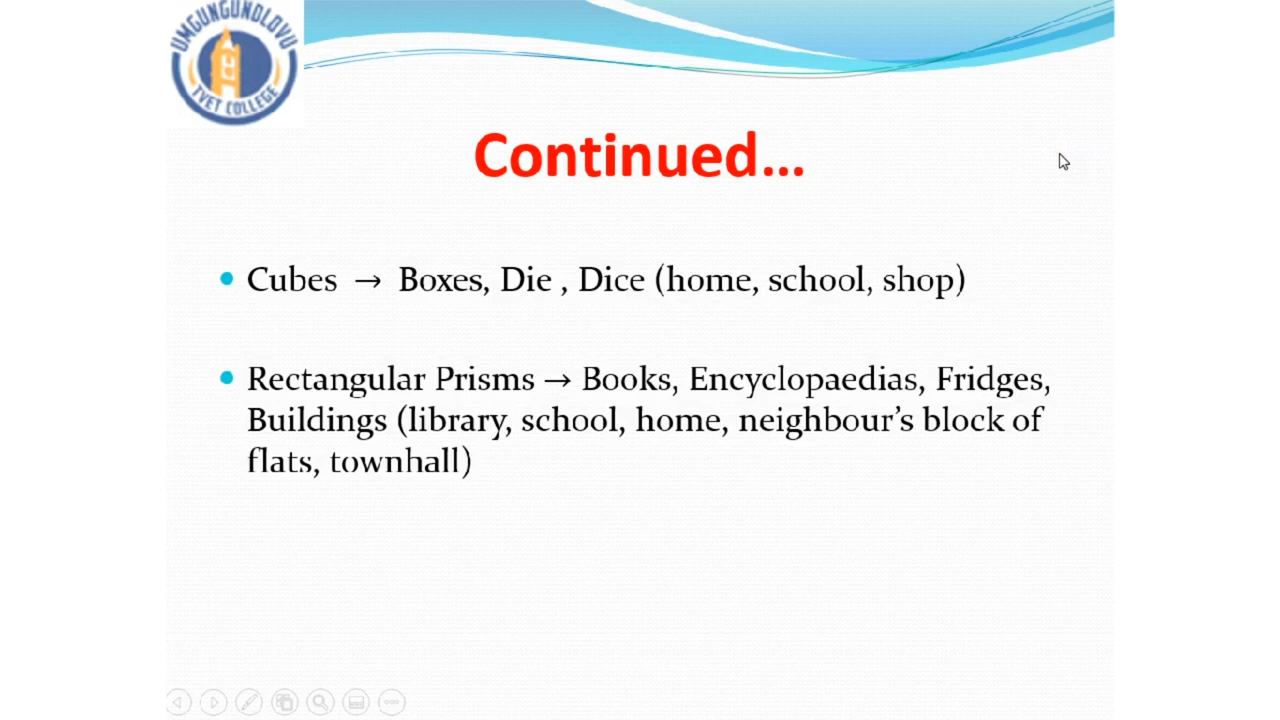 UMGUNGUNDLOVU
TVET COLLEGE
Continued...
• Cubes → Boxes, Die , Dice (home, school, shop)
• Rectangular Prisms → Books, Encyclopaedias, Fridges,
Buildings (library, school, home, neighbour’s block of
flats, townhall)